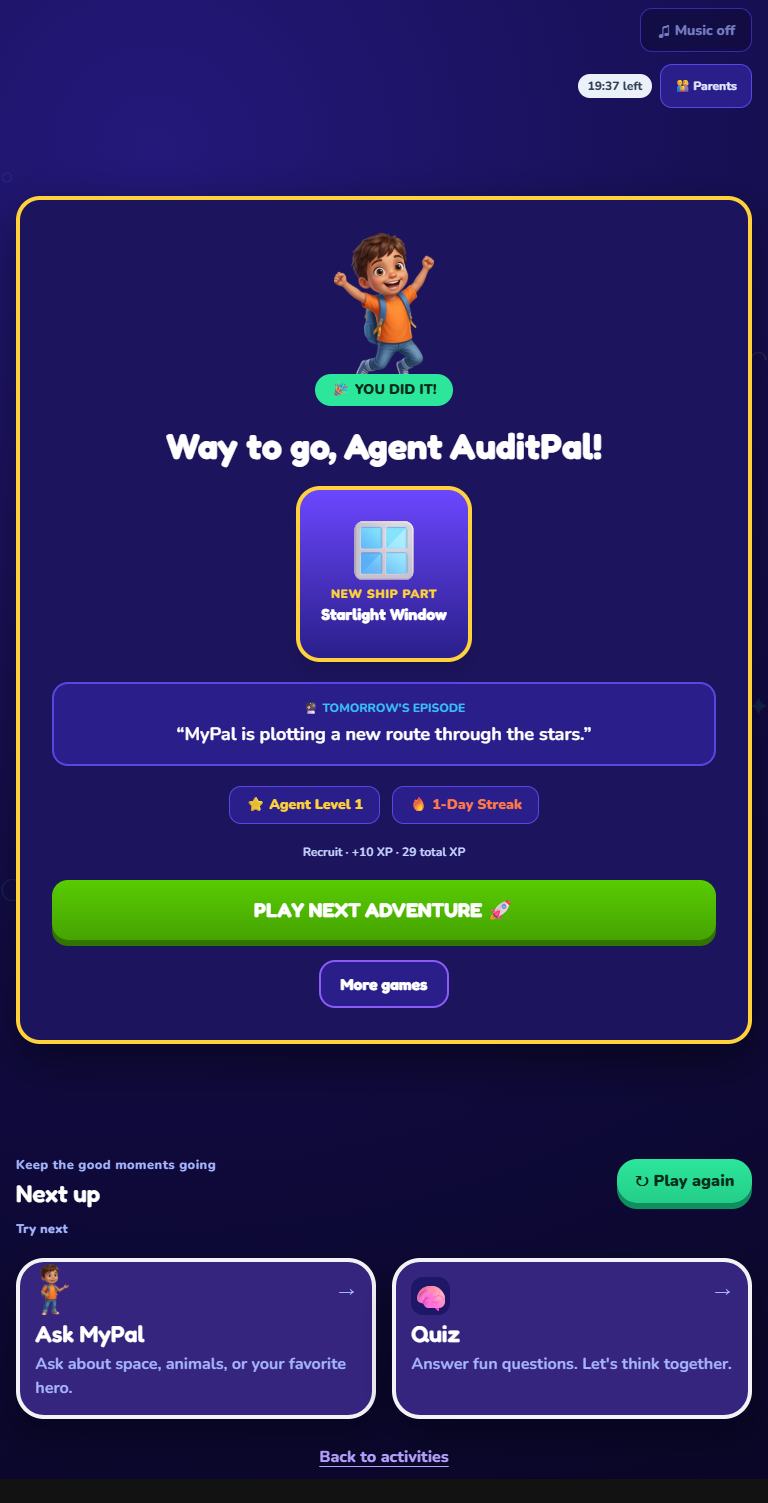 ♫ Music off
19:37 left
Parents
YOU DID IT!
Way to go, Agent AuditPal!
NEW SHIP PART
Starlight Window
TOMORROW'S EPISODE
“MyPal is plotting a new route through the stars.”
Agent Level 1
1-Day Streak
Recruit · +10 XP · 29 total XP
PLAY NEXT ADVENTURE 🚀
More games
Keep the good moments going
Next up
↻ Play again
Try next
→
Ask MyPal
Ask about space, animals, or your favorite
hero.
→
Quiz
Answer fun questions. Let's think together.
Back to activities